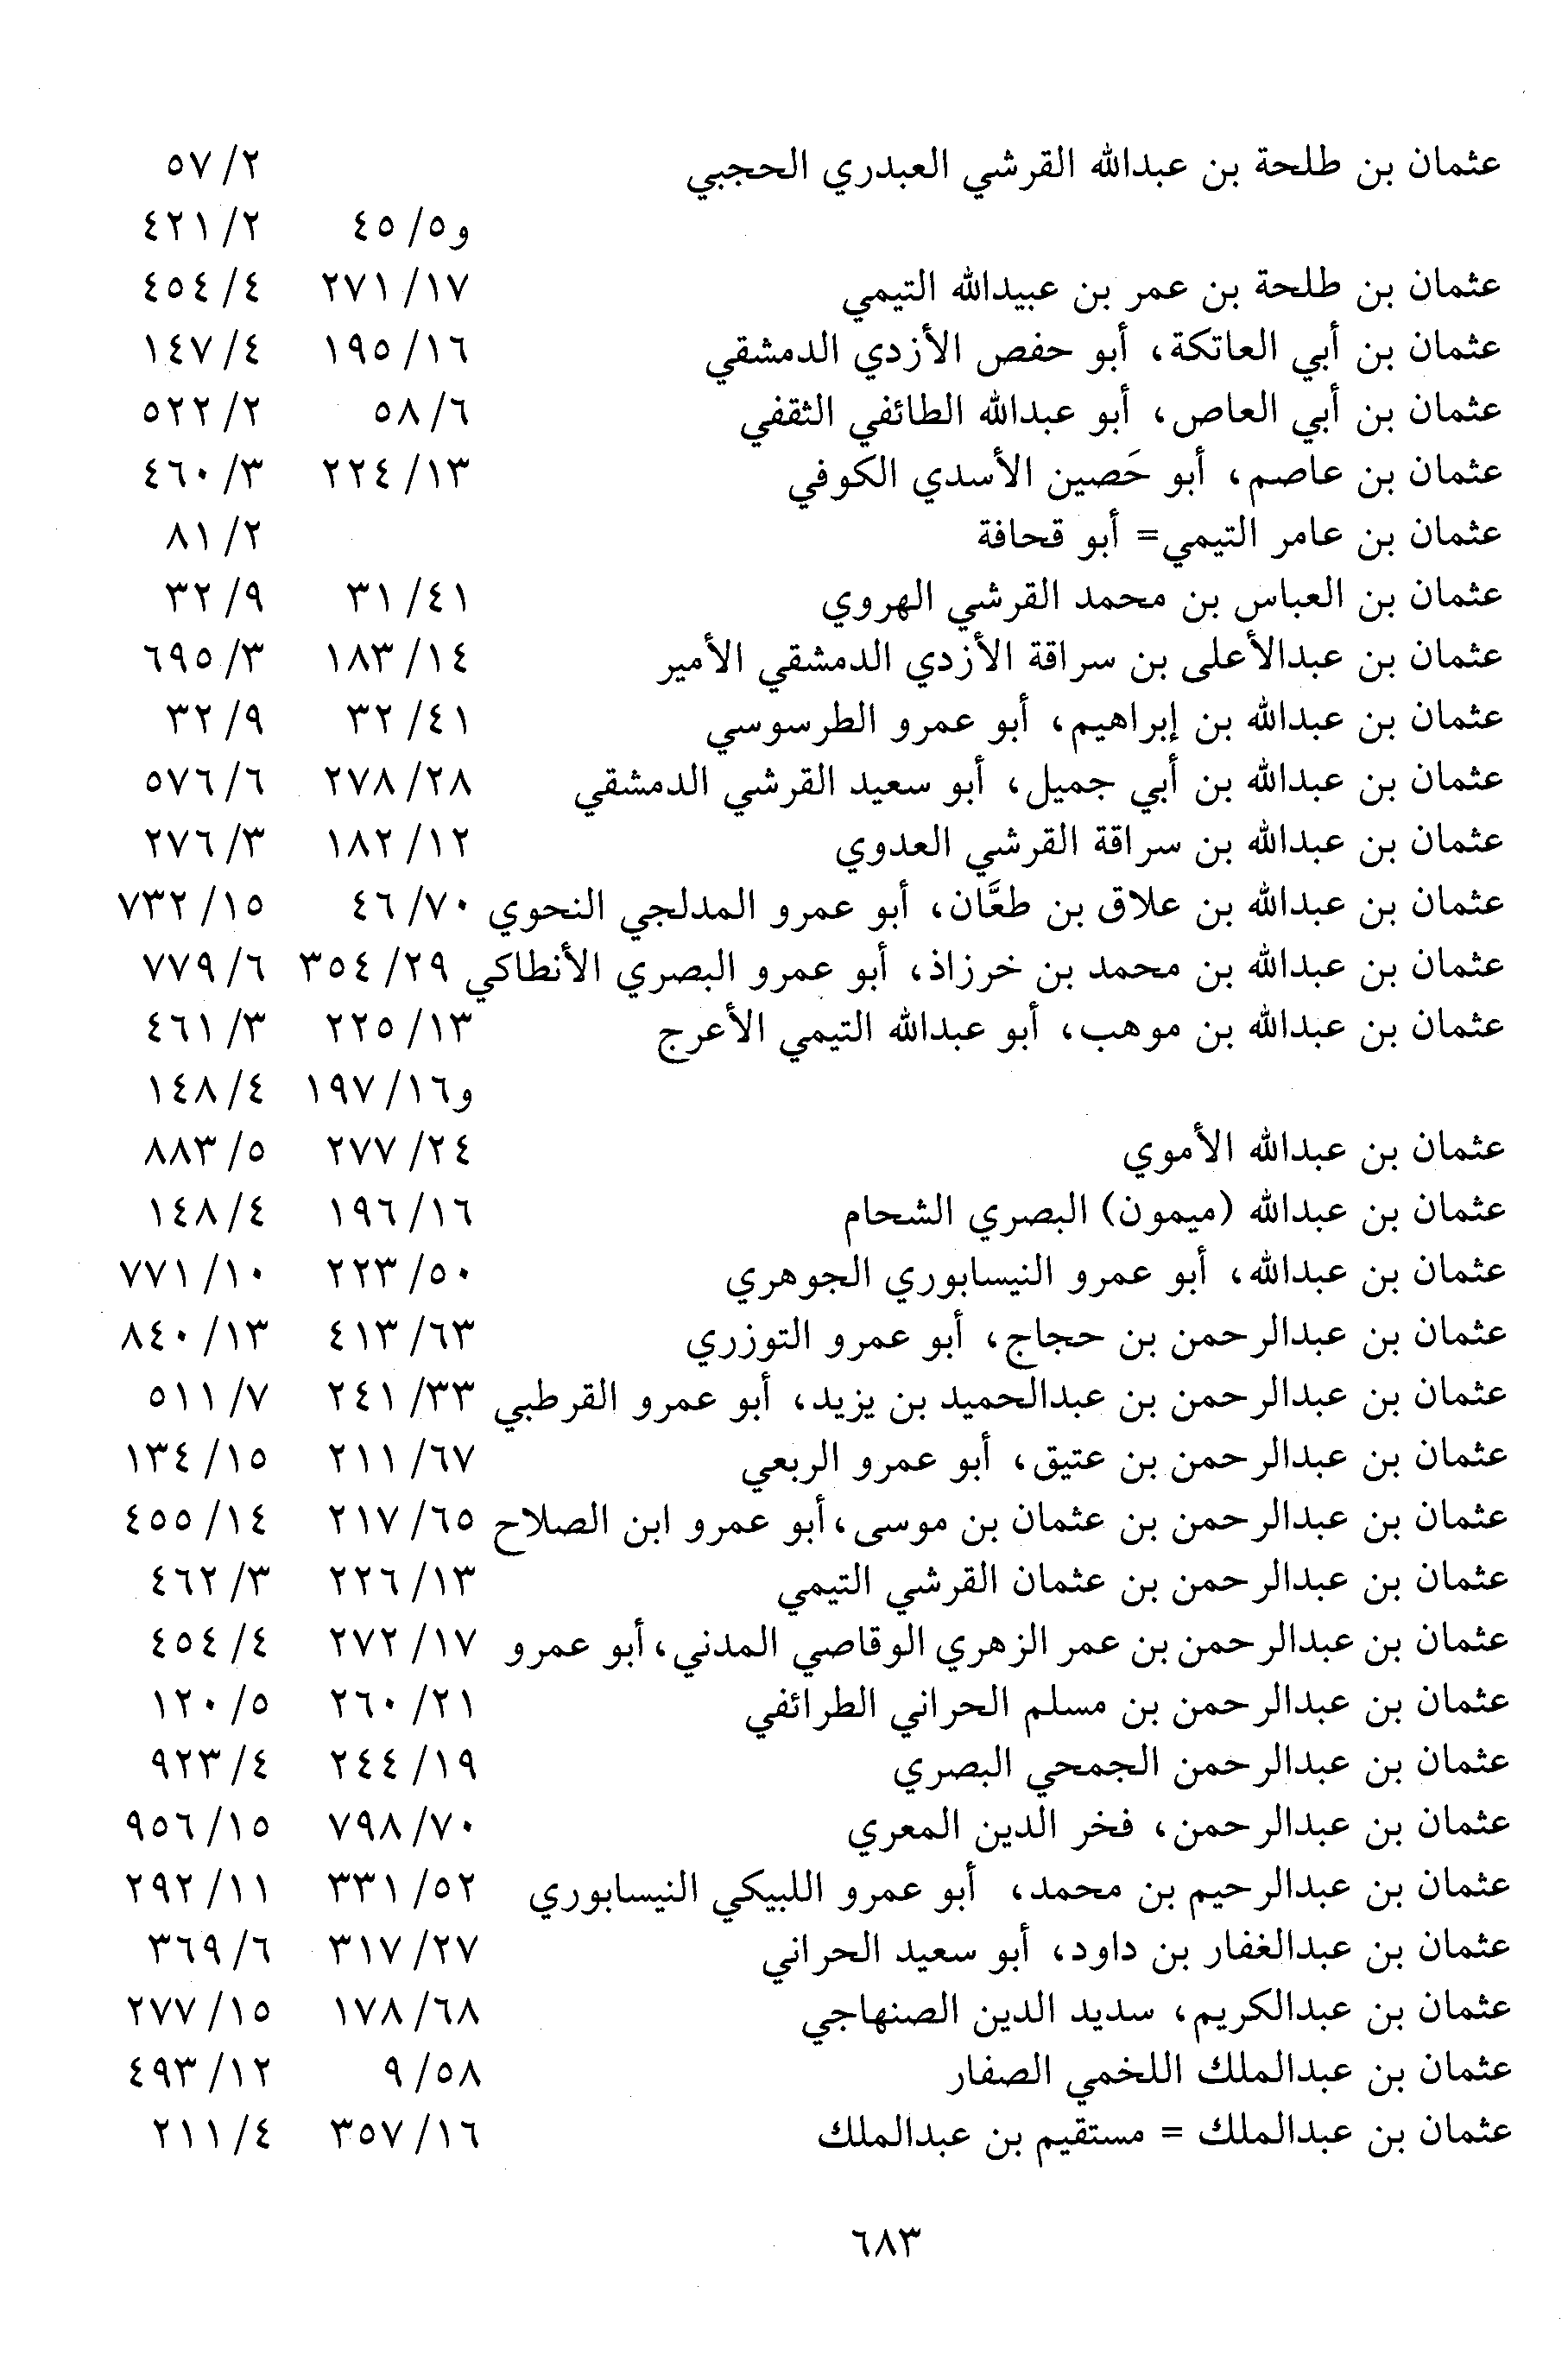 عثمان بن طلحة بن عبدالله القرشي العبدري الحجبي ٢/ ٥٧
و٥/ ٤٥ ٢/ ٤٢١
عثمان بن طلحة بن عمر بن عبيدالله التيمي ١٧/ ٢٧١ ٤/ ٤٥٤
عثمان بن أبي العاتكة، أبو حفص الأزدي الدمشقي ١٦/ ١٩٥ ٤/ ١٤٧
عثمان بن أبي العاص، أبو عبدالله الطائفي الثقفي ٦/ ٥٨ ٢/ ٥٢٢
عثمان بن عاصم، أبو حَصين الأسدي الكوفي ١٣/ ٢٢٤ ٣/ ٤٦٠
عثمان بن عامر التيمي= أبو قحافة ٢/ ٨١
عثمان بن العباس بن محمد القرشي الهروي ٤١/ ٣١ ٩/ ٣٢
عثمان بن عبدالأعلى بن سراقة الأزدي الدمشقي الأمير ١٤/ ١٨٣ ٣/ ٦٩٥
عثمان بن عبدالله بن إبراهيم، أبو عمرو الطرسوسي ٤١/ ٣٢ ٩/ ٣٢
عثمان بن عبدالله بن أبي جميل، أبو سعيد القرشي الدمشقي ٢٨/ ٢٧٨ ٦/ ٥٧٦
عثمان بن عبدالله بن سراقة القرشي العدوي ١٢/ ١٨٢ ٣/ ٢٧٦
عثمان بن عبدالله بن علاق بن طعَّان، أبو عمرو المدلجي النحوي ٧٠/ ٤٦ ١٥/ ٧٣٢
عثمان بن عبدالله بن محمد بن خرزاذ، أبو عمرو البصري الأنطاكي ٢٩/ ٣٥٤ ٦/ ٧٧٩
عثمان بن عبدالله بن موهب، أبو عبدالله التيمي الأعرج ١٣/ ٢٢٥ ٣/ ٤٦١
و١٦/ ١٩٧ ٤/ ١٤٨
عثمان بن عبدالله الأموي ٢٤/ ٢٧٧ ٥/ ٨٨٣
عثمان بن عبدالله (ميمون) البصري الشحام ١٦/ ١٩٦ ٤/ ١٤٨
عثمان بن عبدالله، أبو عمرو النيسابوري الجوهري ٥٠/ ٢٢٣ ١٠/ ٧٧١
عثمان بن عبدالرحمن بن حجاج، أبو عمرو التوزري ٦٣/ ٤١٣ ١٣/ ٨٤٠
عثمان بن عبدالرحمن بن عبدالحميد بن يزيد، أبو عمرو القرطبي ٣٣/ ٢٤١ ٧/ ٥١١
عثمان بن عبدالرحمن بن عتيق، أبو عمرو الربعي ٦٧/ ٢١١ ١٥/ ١٣٤
عثمان بن عبدالرحمن بن عثمان بن موسى، أبو عمرو ابن الصلاح ٦٥/ ٢١٧ ١٤/ ٤٥٥
عثمان بن عبدالرحمن بن عثمان القرشي التيمي ١٣/ ٢٢٦ ٣/ ٤٦٢
عثمان بن عبدالرحمن بن عمر الزهري الوقاصي المدني، أبو عمرو ١٧/ ٢٧٢ ٤/ ٤٥٤
عثمان بن عبدالرحمن بن مسلم الحراني الطرائفي ٢١/ ٢٦٠ ٥/ ١٢٠
عثمان بن عبدالرحمن الجمحي البصري ١٩/ ٢٤٤ ٤/ ٩٢٣
عثمان بن عبدالرحمن، فخر الدين المعري ٧٠/ ٧٩٨ ١٥/ ٩٥٦
عثمان بن عبدالرحيم بن محمد، أبو عمرو اللبيكي النيسابوري ٥٢/ ٣٣١ ١١/ ٢٩٢
عثمان بن عبدالغفار بن داود، أبو سعيد الحراني ٢٧/ ٣١٧ ٦/ ٣٦٩
عثمان بن عبدالكريم، سديد الدين الصنهاجي ٦٨/ ١٧٨ ١٥/ ٢٧٧
عثمان بن عبدالملك اللخمي الصفار ٥٨/ ٩ ١٢/ ٤٩٣
عثمان بن عبدالملك = مستقيم بن عبدالملك ١٦/ ٣٥٧ ٤/ ٢١١
٦٨٣